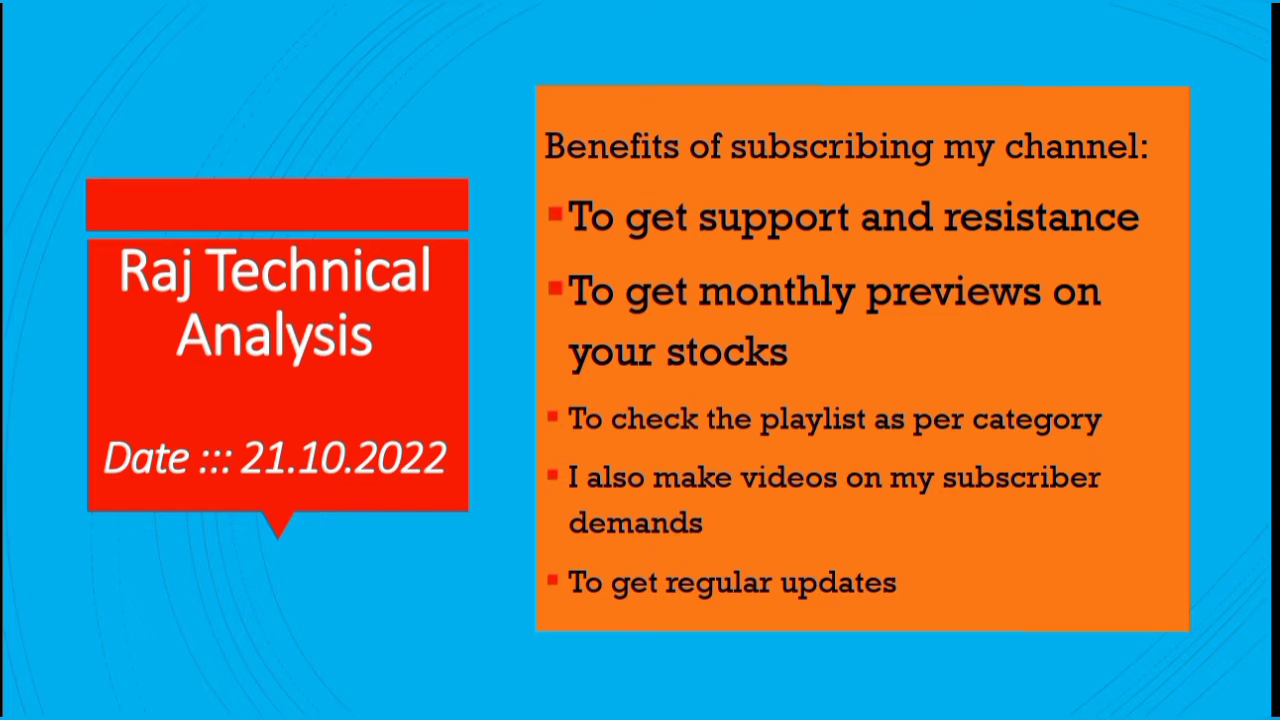 Raj Technical
Analysis
Date ::: 21.10.2022
Benefits of subscribing my channel:
▪To get support and resistance
▪To get monthly previews on
your stocks
▪ To check the playlist as per category
▪ I also make videos on my subscriber
demands
▪ To get regular updates